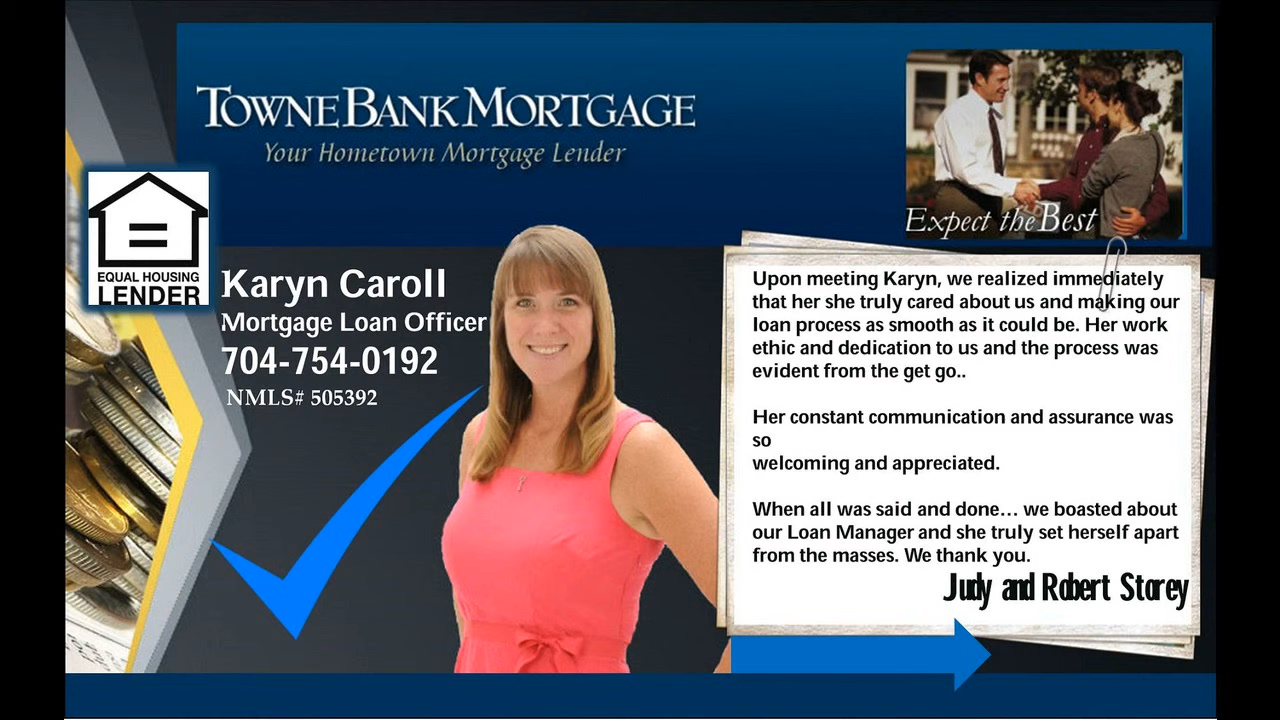 TOWNEBANK MORTGAGE
Your Hometown Mortgage Lender
Expect the Best
EQUAL HOUSING
LENDER
Karyn Caroll
Mortgage Loan Officer
704-754-0192
NMLS# 505392
Upon meeting Karyn, we realized immediately
that her she truly cared about us and making our
loan process as smooth as it could be. Her work
ethic and dedication to us and the process was
evident from the get go..
Her constant communication and assurance was
so
welcoming and appreciated.
When all was said and done... we boasted about
our Loan Manager and she truly set herself apart
from the masses. We thank you.
Judy and Robert Storey